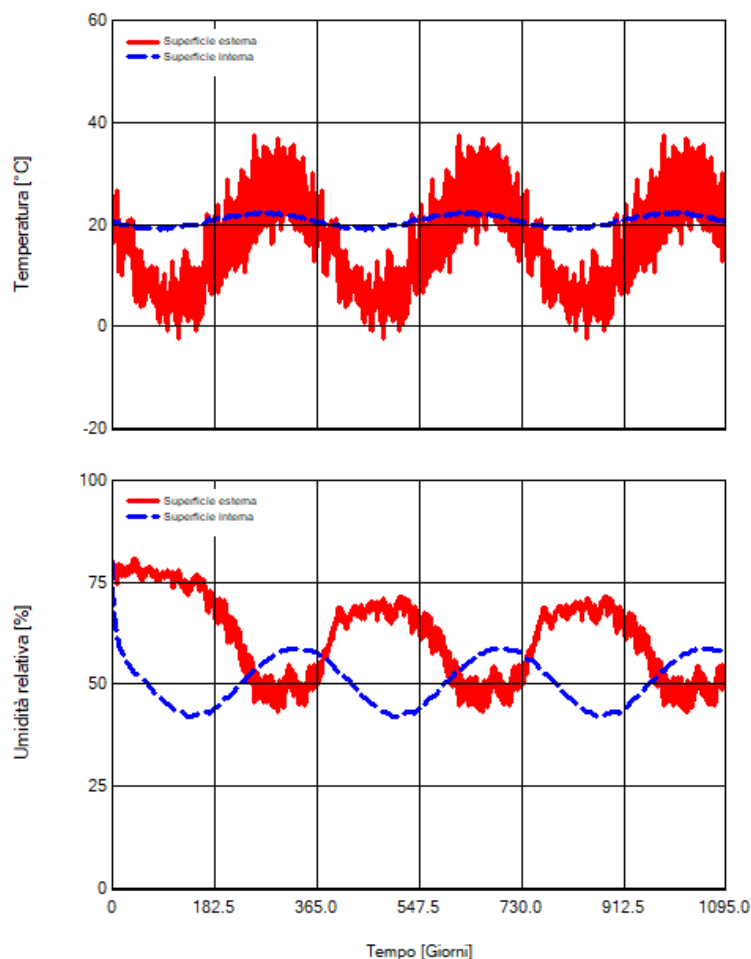 60
40
20
0
-20
Temperatura [°C]
Superficie esterna
Superficie interna
100
75
50
25
0
Umidità relativa [%]
Superficie esterna
Superficie interna
0 182.5 365.0 547.5 730.0 912.5 1095.0
Tempo [Giorni]